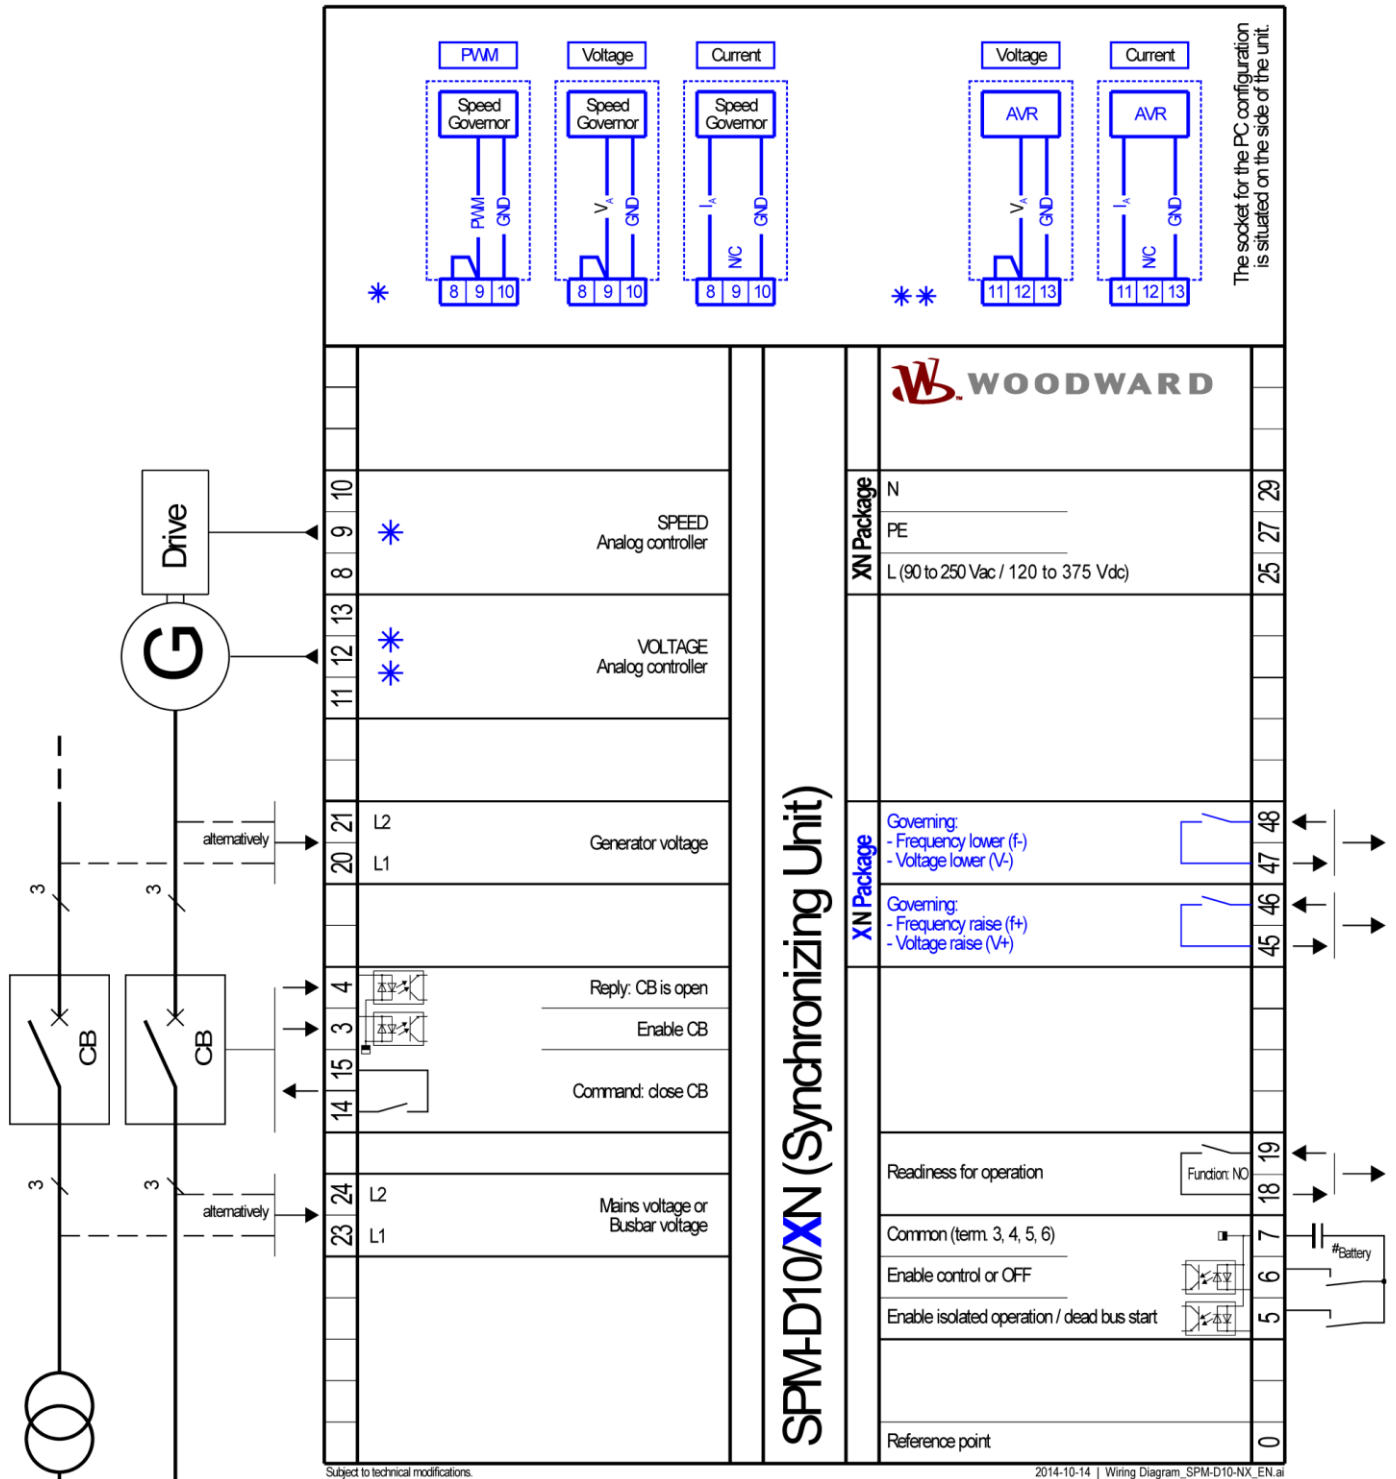 PWM
Voltage
Current
Voltage
Current
Speed
Governor
Speed
Governor
Speed
Governor
AVR
AVR
PWM
GND
VA
GND
IA
N/C
GND
VA
GND
IA
N/C
GND
8 9 10
8 9 10
8 9 10
11 12 13
11 12 13
* **
The socket for the PC configuration
is situated on the side of the unit.
WOODWARD™
Drive
G
10
9
8
*
SPEED
Analog controller
13
12
11
**
VOLTAGE
Analog controller
XN Package
N
29
PE
27
L (90 to 250 Vac / 120 to 375 Vdc)
25
alternatively
21
L2
20
L1
Generator voltage
XN Package
Governing:
- Frequency lower (f-)
- Voltage lower (V-)
48
47
Governing:
- Frequency raise (f+)
- Voltage raise (V+)
46
45
3
3
CB
CB
4
Reply: CB is open
3
Enable CB
15
14
Command: close CB
3
3
alternatively
24
L2
23
L1
Mains voltage or
Busbar voltage
SPM-D10/XN (Synchronizing Unit)
Readiness for operation
Function: NO
19
18
Common (term. 3, 4, 5, 6)
7
#Battery
Enable control or OFF
6
Enable isolated operation / dead bus start
5
Reference point
0
Subject to technical modifications.
2014-10-14 | Wiring Diagram_SPM-D10-NX_EN.ai